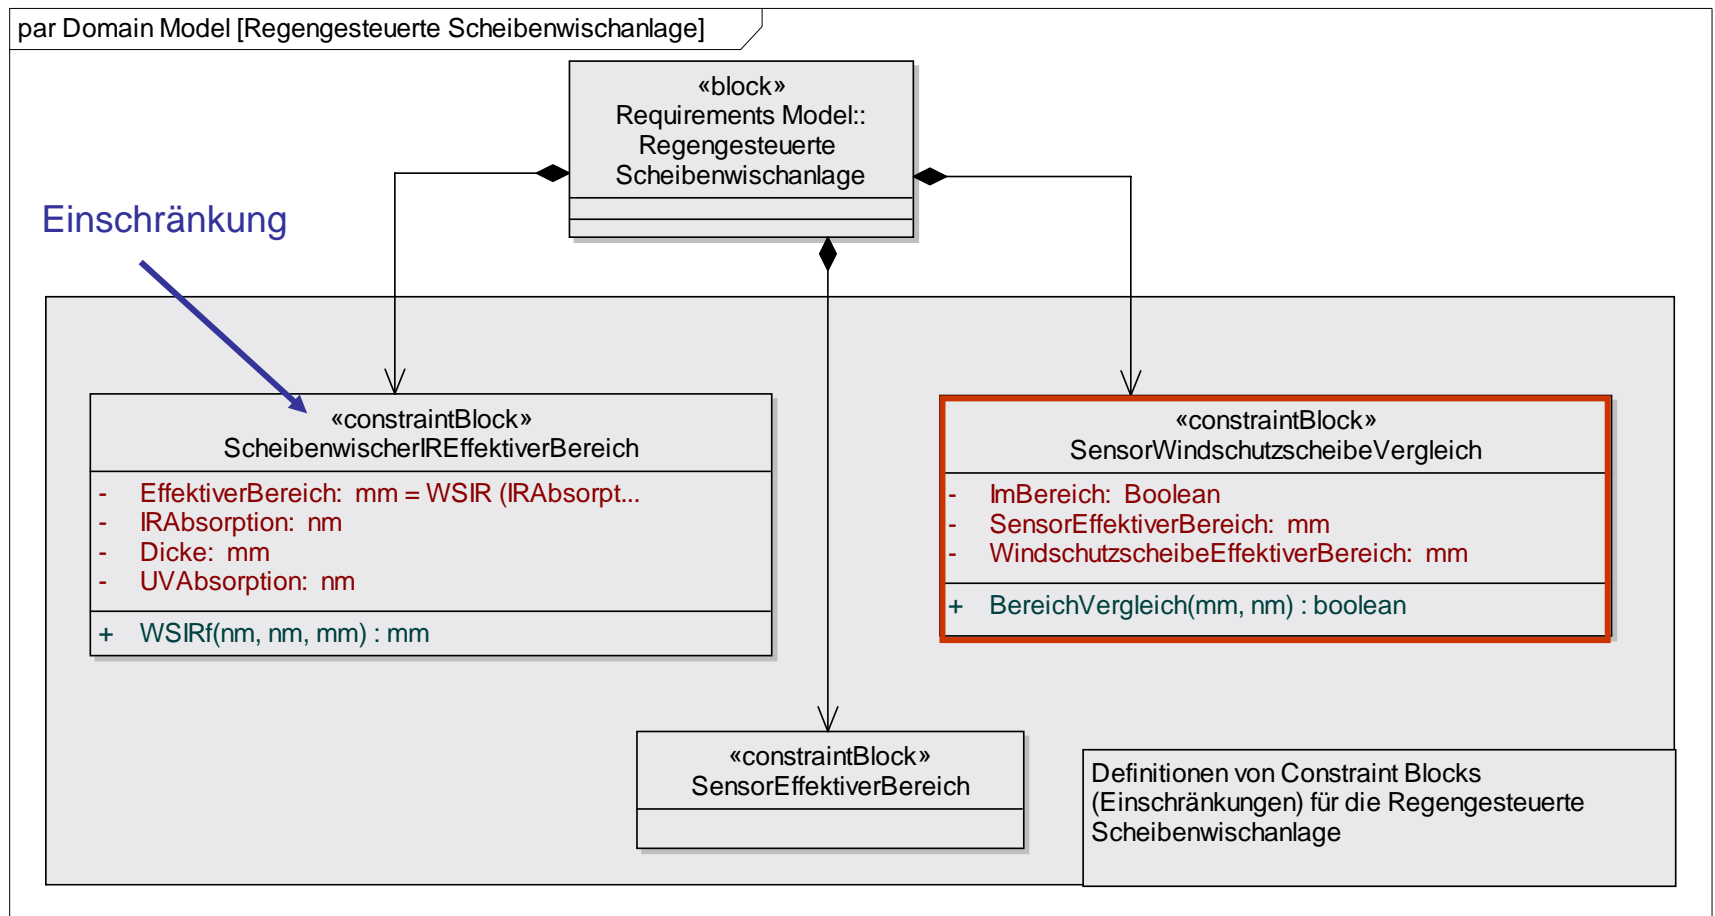 par Domain Model [Regengesteuerte Scheibenwischanlage]
«block»
Requirements Model::
Regengesteuerte
Scheibenwischanlage
Einschränkung
«constraintBlock»
ScheibenwischerIREffektiverBereich
- EffektiverBereich: mm = WSIR (IRAbsorpt...
- IRAbsorption: nm
- Dicke: mm
- UVAbsorption: nm
+ WSIRf(nm, nm, mm) : mm
«constraintBlock»
SensorWindschutzscheibeVergleich
- ImBereich: Boolean
- SensorEffektiverBereich: mm
- WindschutzscheibeEffektiverBereich: mm
+ BereichVergleich(mm, nm) : boolean
«constraintBlock»
SensorEffektiverBereich
Definitionen von Constraint Blocks
(Einschränkungen) für die Regengesteuerte
Scheibenwischanlage